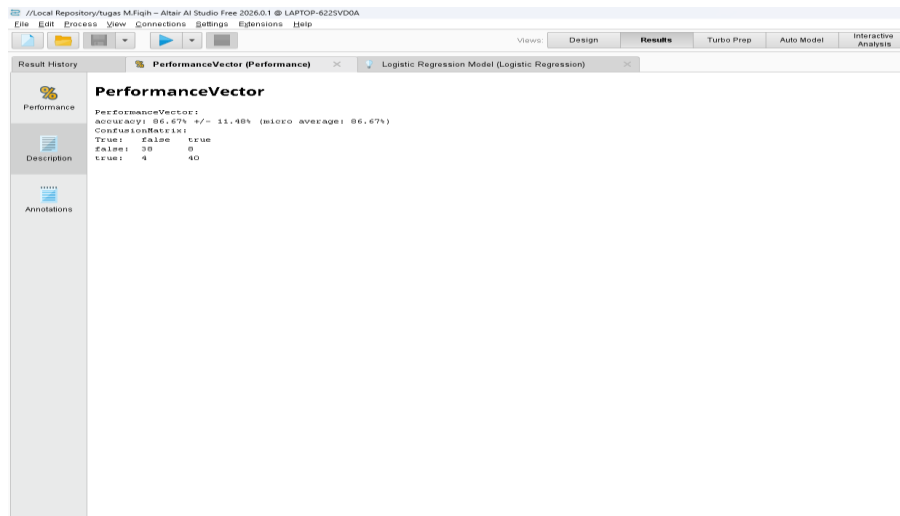 //Local Repository/tugas M.Fiqih – Altair AI Studio Free 2026.0.1 @ LAPTOP-622SVD0A
File Edit Process View Connections Settings Extensions Help
Views: Design Results Turbo Prep Auto Model Interactive Analysis
Result History PerformanceVector (Performance) Logistic Regression Model (Logistic Regression)
Performance
Description
Annotations
PerformanceVector
PerformanceVector:
accuracy: 86.67% +/- 11.48% (micro average: 86.67%)
ConfusionMatrix:
True: false true
false: 38 8
true: 4 40